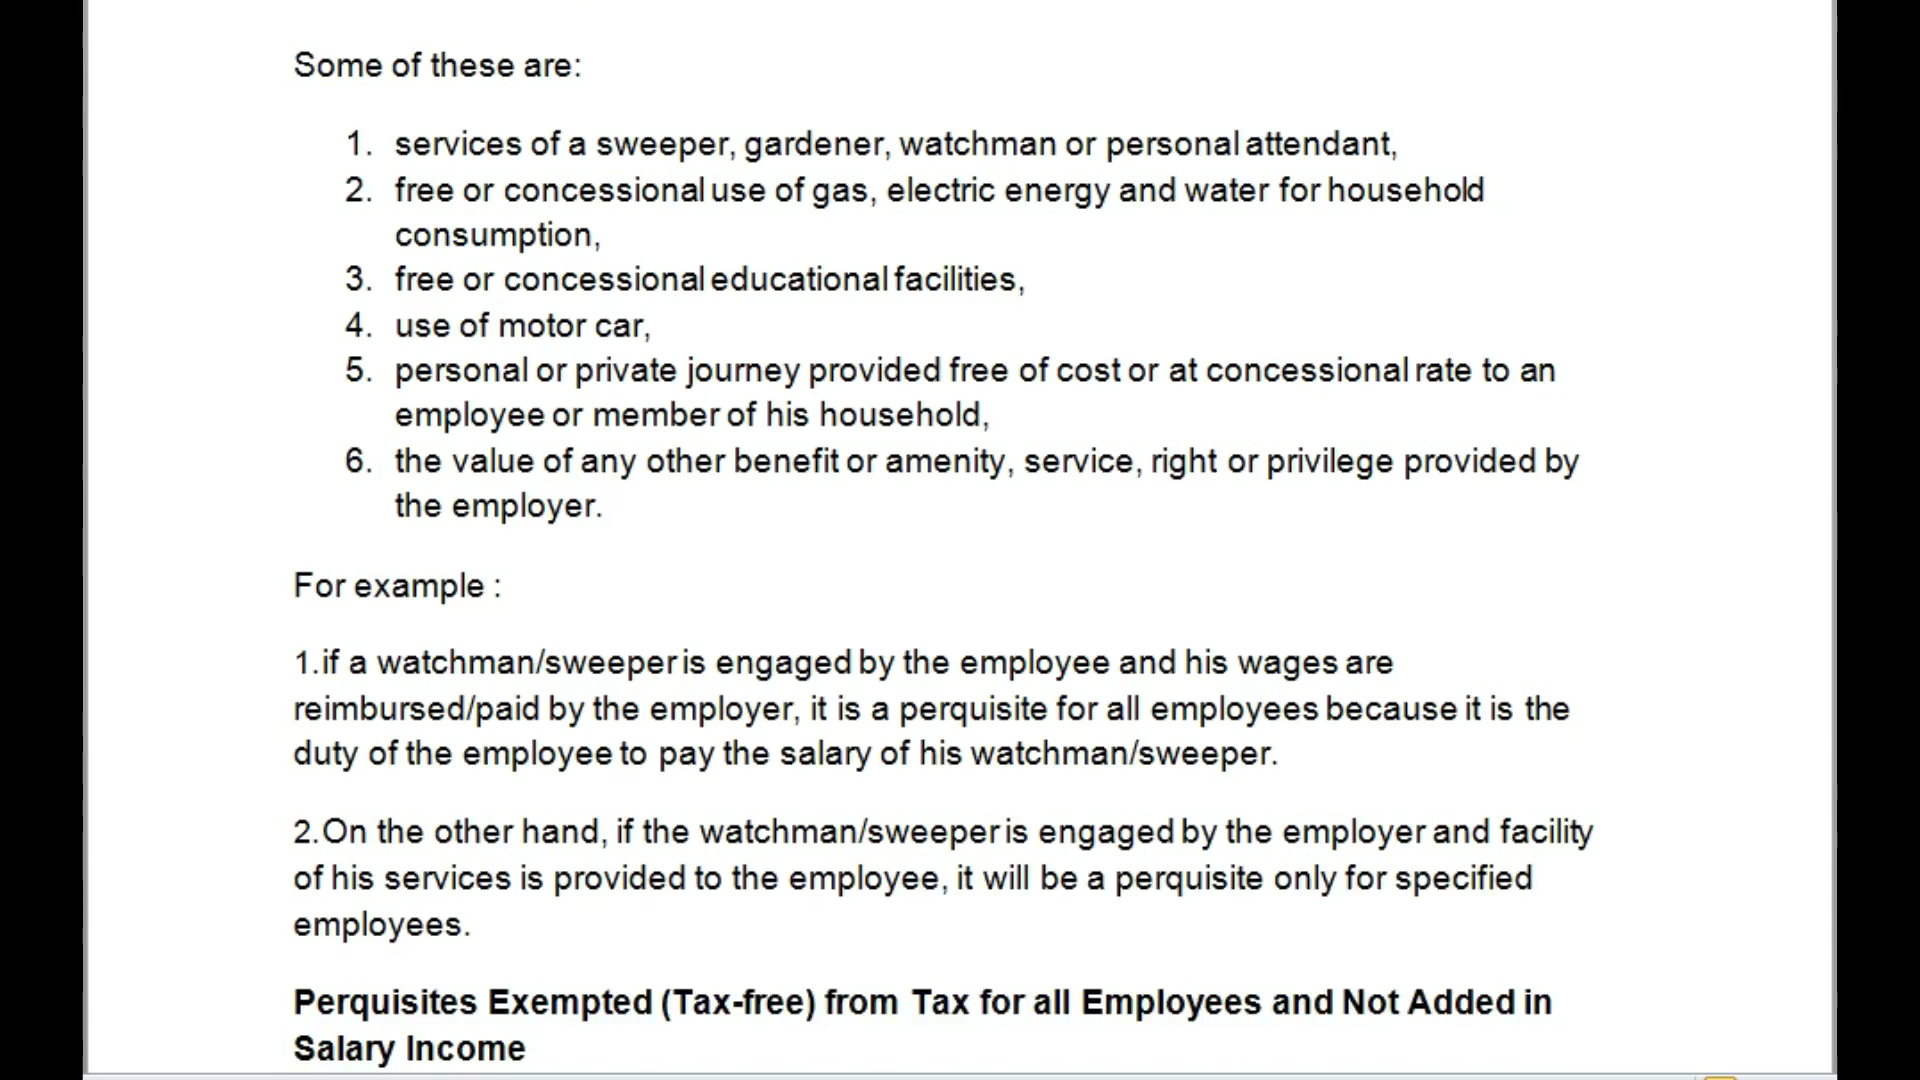 Some of these are:
1. services of a sweeper, gardener, watchman or personal attendant,
2. free or concessional use of gas, electric energy and water for household
consumption,
3. free or concessional educational facilities,
4. use of motor car,
5. personal or private journey provided free of cost or at concessional rate to an
employee or member of his household,
6. the value of any other benefit or amenity, service, right or privilege provided by
the employer.
For example :
1.if a watchman/sweeper is engaged by the employee and his wages are
reimbursed/paid by the employer, it is a perquisite for all employees because it is the
duty of the employee to pay the salary of his watchman/sweeper.
2.On the other hand, if the watchman/sweeper is engaged by the employer and facility
of his services is provided to the employee, it will be a perquisite only for specified
employees.
Perquisites Exempted (Tax-free) from Tax for all Employees and Not Added in
Salary Income